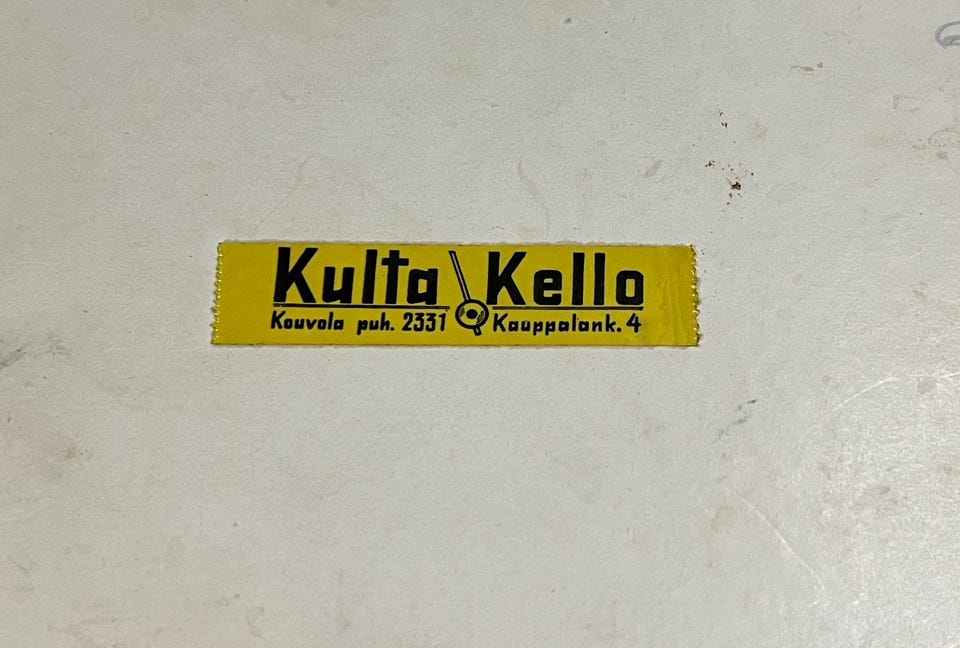 Kulta Kello
Kouvola puh. 2331 Kauppalank. 4